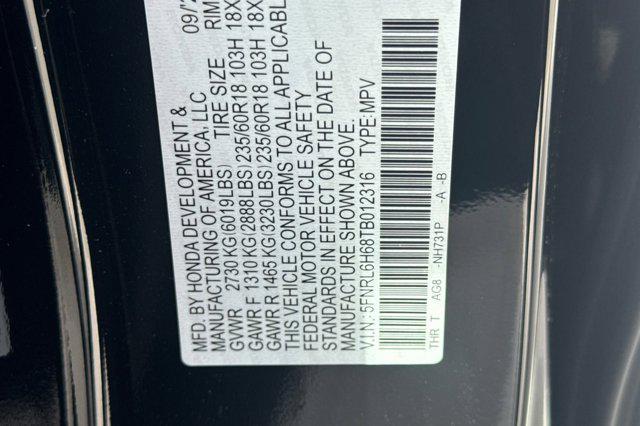 MFD. BY HONDA DEVELOPMENT & 09/
MANUFACTURING OF AMERICA, LLC
GVWR 2730 KG(6019LBS) TIRE SIZE RIM
GAWR F 1310 KG(2888LBS)235/60R18 103H 18X
GAWR R 1465 KG(3230LBS)235/60R18 103H 18X
THIS VEHICLE CONFORMS TO ALL APPLICABLE
FEDERAL MOTOR VEHICLE SAFETY
STANDARDS IN EFFECT ON THE DATE OF
MANUFACTURE SHOWN ABOVE.
V.I.N.: 5FNRL6H68TB012316 TYPE: MPV
THR T AG8 -NH731P -A -B